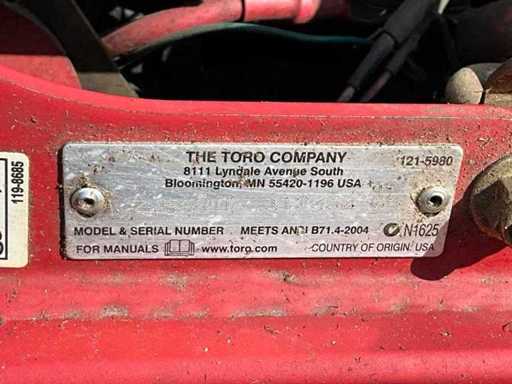 THE TORO COMPANY 121-5980
8111 Lyndale Avenue South
Bloomington, MN 55420-1196 USA
MODEL & SERIAL NUMBER MEETS ANSI B71.4-2004 N1625
FOR MANUALS www.toro.com COUNTRY OF ORIGIN: USA
119-8685